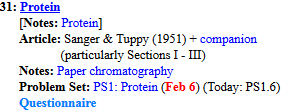 31: Protein
[Notes: Protein]
Article: Sanger & Tuppy (1951) + companion
(particularly Sections I - III)
Notes: Paper chromatography
Problem Set: PS1: Protein (Feb 6) (Today: PS1.6)
Questionnaire